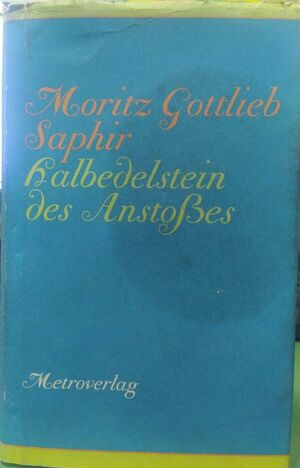 Moritz Gottlieb
Saphir
Halbedelstein
des Anstoßes
Metroverlag